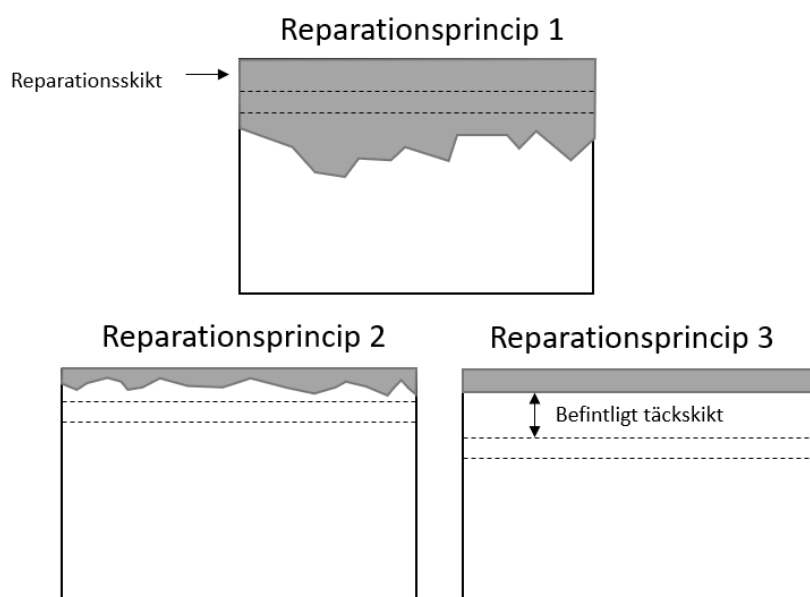 Reparationsprincip 1
Reparationsskikt
Reparationsprincip 2
Reparationsprincip 3
Befintligt täckskikt